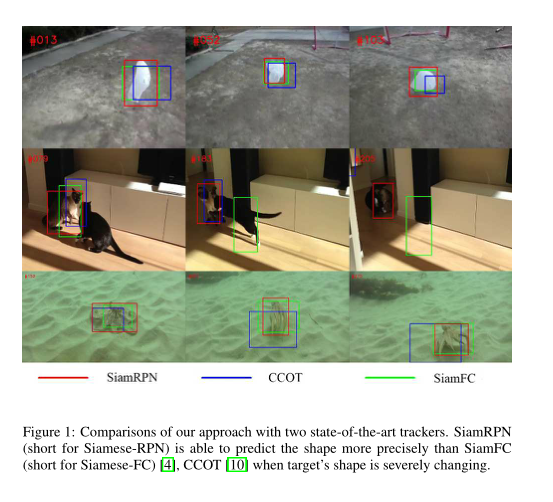 #013
#052
#105
SiamRPN
CCOT
SiamFC
Figure 1: Comparisons of our approach with two state-of-the-art trackers. SiamRPN
(short for Siamese-RPN) is able to predict the shape more precisely than SiamFC
(short for Siamese-FC) [4], CCOT [10] when target's shape is severely changing.